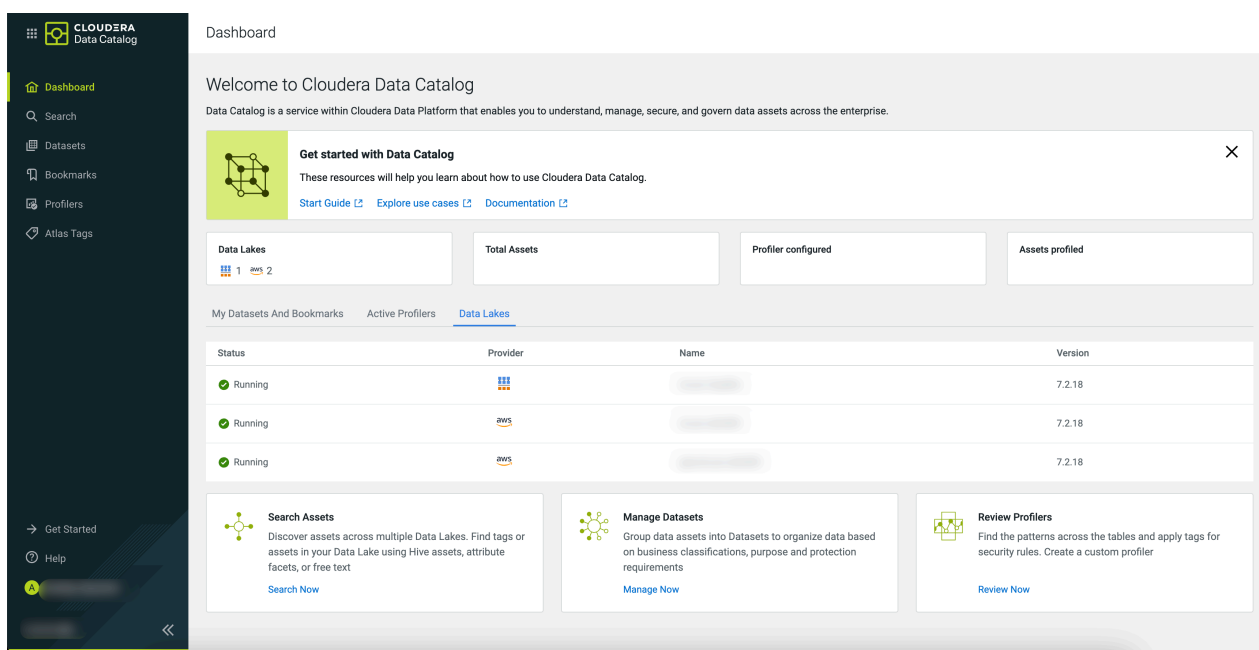 CLOUDERA
Data Catalog
Dashboard
Search
Datasets
Bookmarks
Profilers
Atlas Tags
Get Started
Help
A
Dashboard
Welcome to Cloudera Data Catalog
Data Catalog is a service within Cloudera Data Platform that enables you to understand, manage, secure, and govern data assets across the enterprise.
Get started with Data Catalog
These resources will help you learn about how to use Cloudera Data Catalog.
Start Guide Explore use cases Documentation
Data Lakes Total Assets Profiler configured Assets profiled
1 aws 2
My Datasets And Bookmarks Active Profilers Data Lakes
Status Provider Name Version
Running 7.2.18
Running aws 7.2.18
Running aws 7.2.18
Search Assets
Discover assets across multiple Data Lakes. Find tags or
assets in your Data Lake using Hive assets, attribute
facets, or free text
Search Now
Manage Datasets
Group data assets into Datasets to organize data based
on business classifications, purpose and protection
requirements
Manage Now
Review Profilers
Find the patterns across the tables and apply tags for
security rules. Create a custom profiler
Review Now